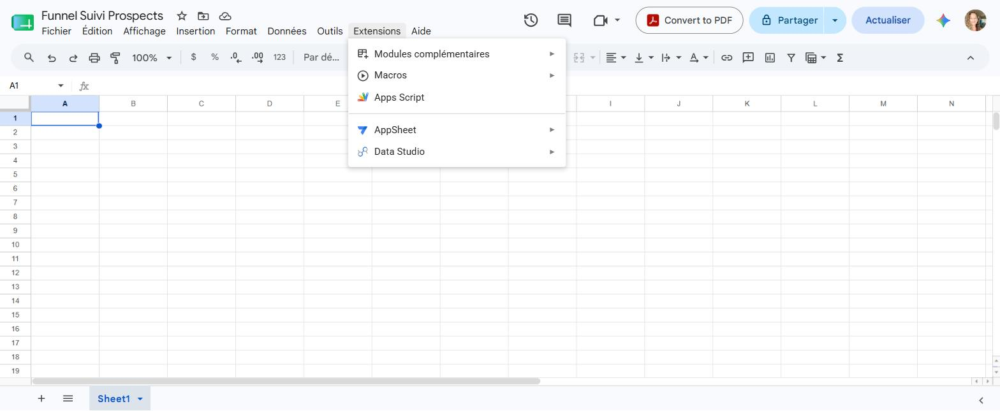 Funnel Suivi Prospects
Fichier Édition Affichage Insertion Format Données Outils Extensions Aide
Convert to PDF
Partager
Actualiser
100% $ % .0 .00 123 Par dé...
Modules complémentaires
Macros
Apps Script
AppSheet
Data Studio
A1 fx
A B C D E I J K L M N
1
2
3
4
5
6
7
8
9
10
11
12
13
14
15
16
17
18
19
Sheet1